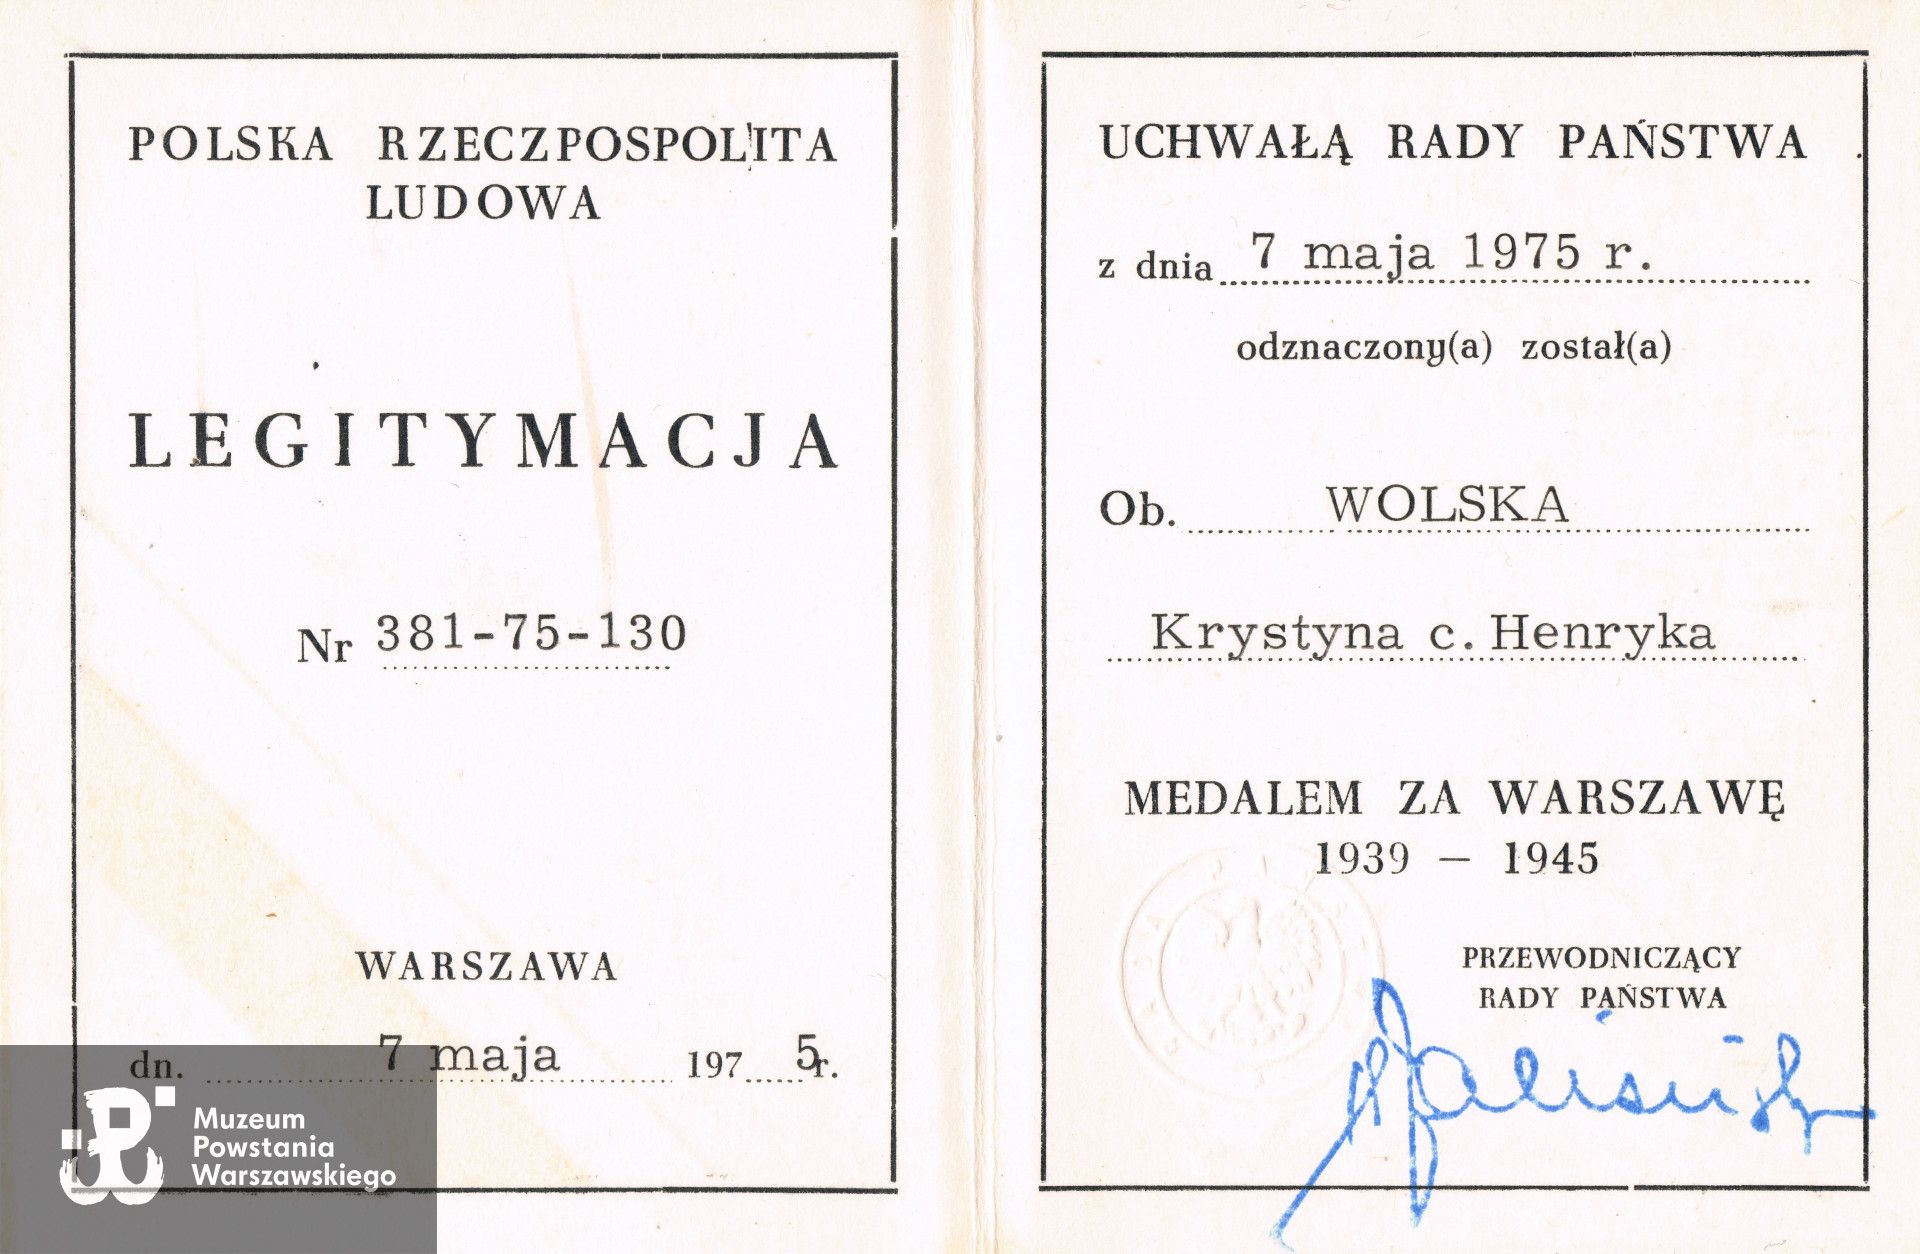 POLSKA RZECZPOSPOLITA
LUDOWA
LEGITYMACJA
Nr 381-75-130
WARSZAWA
dn. 7 maja 1975r.
Muzeum
Powstania
Warszawskiego
UCHWAŁĄ RADY PAŃSTWA
z dnia 7 maja 1975 r.
odznaczony(a) został(a)
Ob. WOLSKA
Krystyna c. Henryka
MEDALEM ZA WARSZAWĘ
1939 — 1945
PRZEWODNICZĄCY
RADY PAŃSTWA